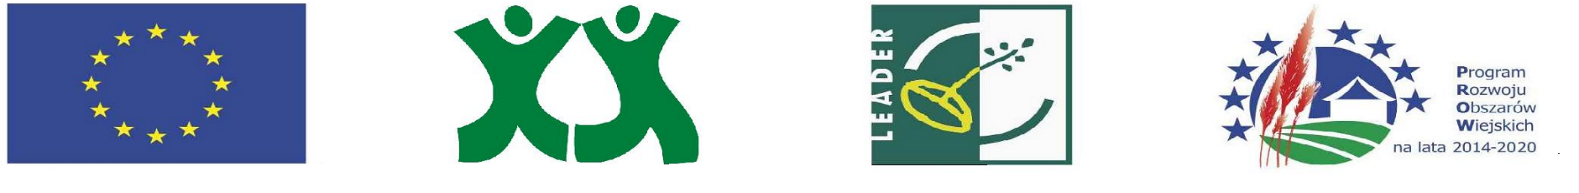 LEADER
Program
Rozwoju
Obszarów
Wiejskich
na lata 2014-2020